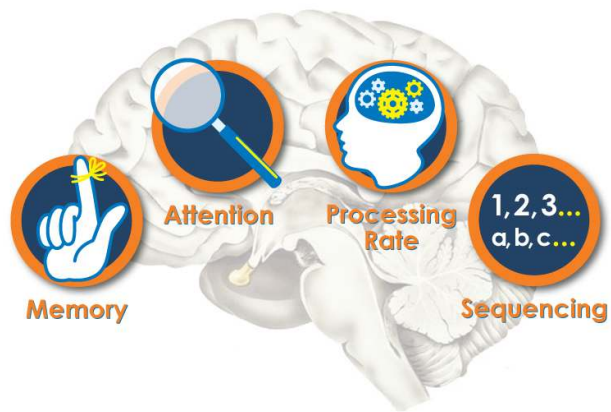 Memory
Attention
Processing
Rate
1, 2, 3...
a, b, c...
Sequencing